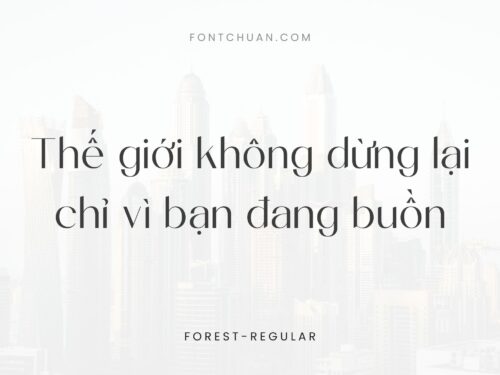 FONTCHUAN.COM
Thế giới không dừng lại
chỉ vì bạn đang buồn
FOREST-REGULAR